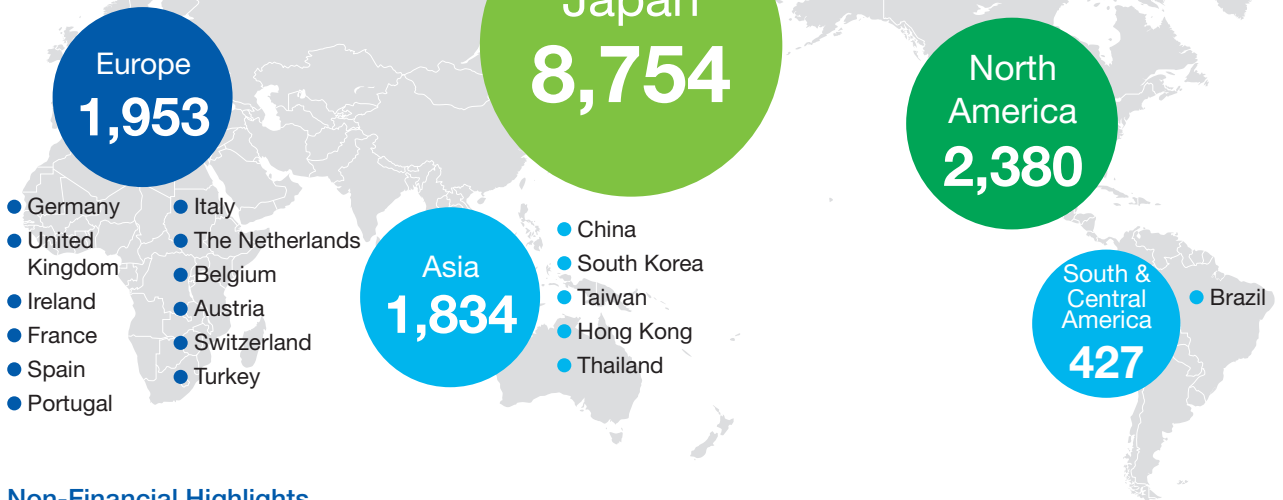 Europe
1,953
Japan
8,754
North
America
2,380
Germany
United
Kingdom
Ireland
France
Spain
Portugal
Italy
The Netherlands
Belgium
Austria
Switzerland
Turkey
Asia
1,834
China
South Korea
Taiwan
Hong Kong
Thailand
South &
Central
America
427
Brazil
Non-Financial Highlights